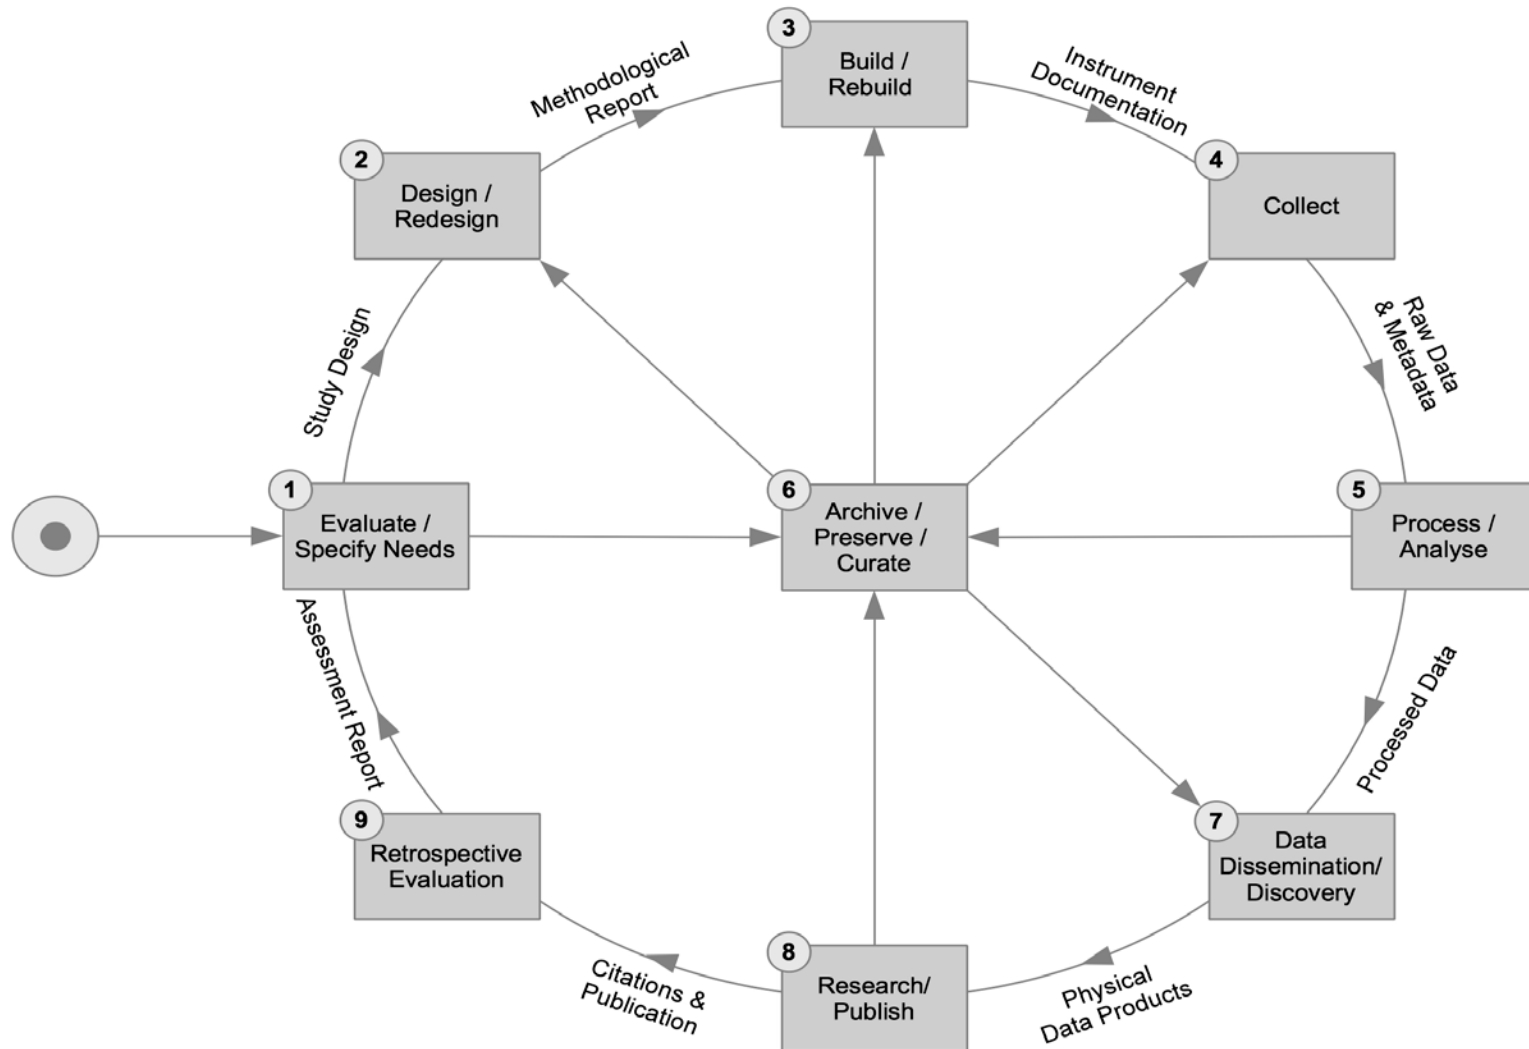 3
Build /
Rebuild
Methodological
Report
Instrument
Documentation
2
Design /
Redesign
4
Collect
Study Design
Raw Data
& Metadata
1
Evaluate /
Specify Needs
6
Archive /
Preserve /
Curate
5
Process /
Analyse
Assessment Report
Processed Data
9
Retrospective
Evaluation
7
Data
Dissemination/
Discovery
8
Research/
Publish
Citations &
Publication
Physical
Data Products